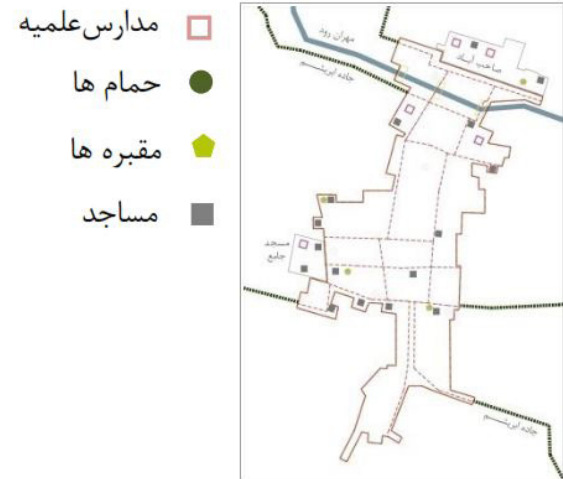 مدارس‌علمیه
حمام ها
مقبره ها
مساجد
مهران رود
صاحب آباد
جاده ابریشم
مسجد
جامع
جاده ابریشم